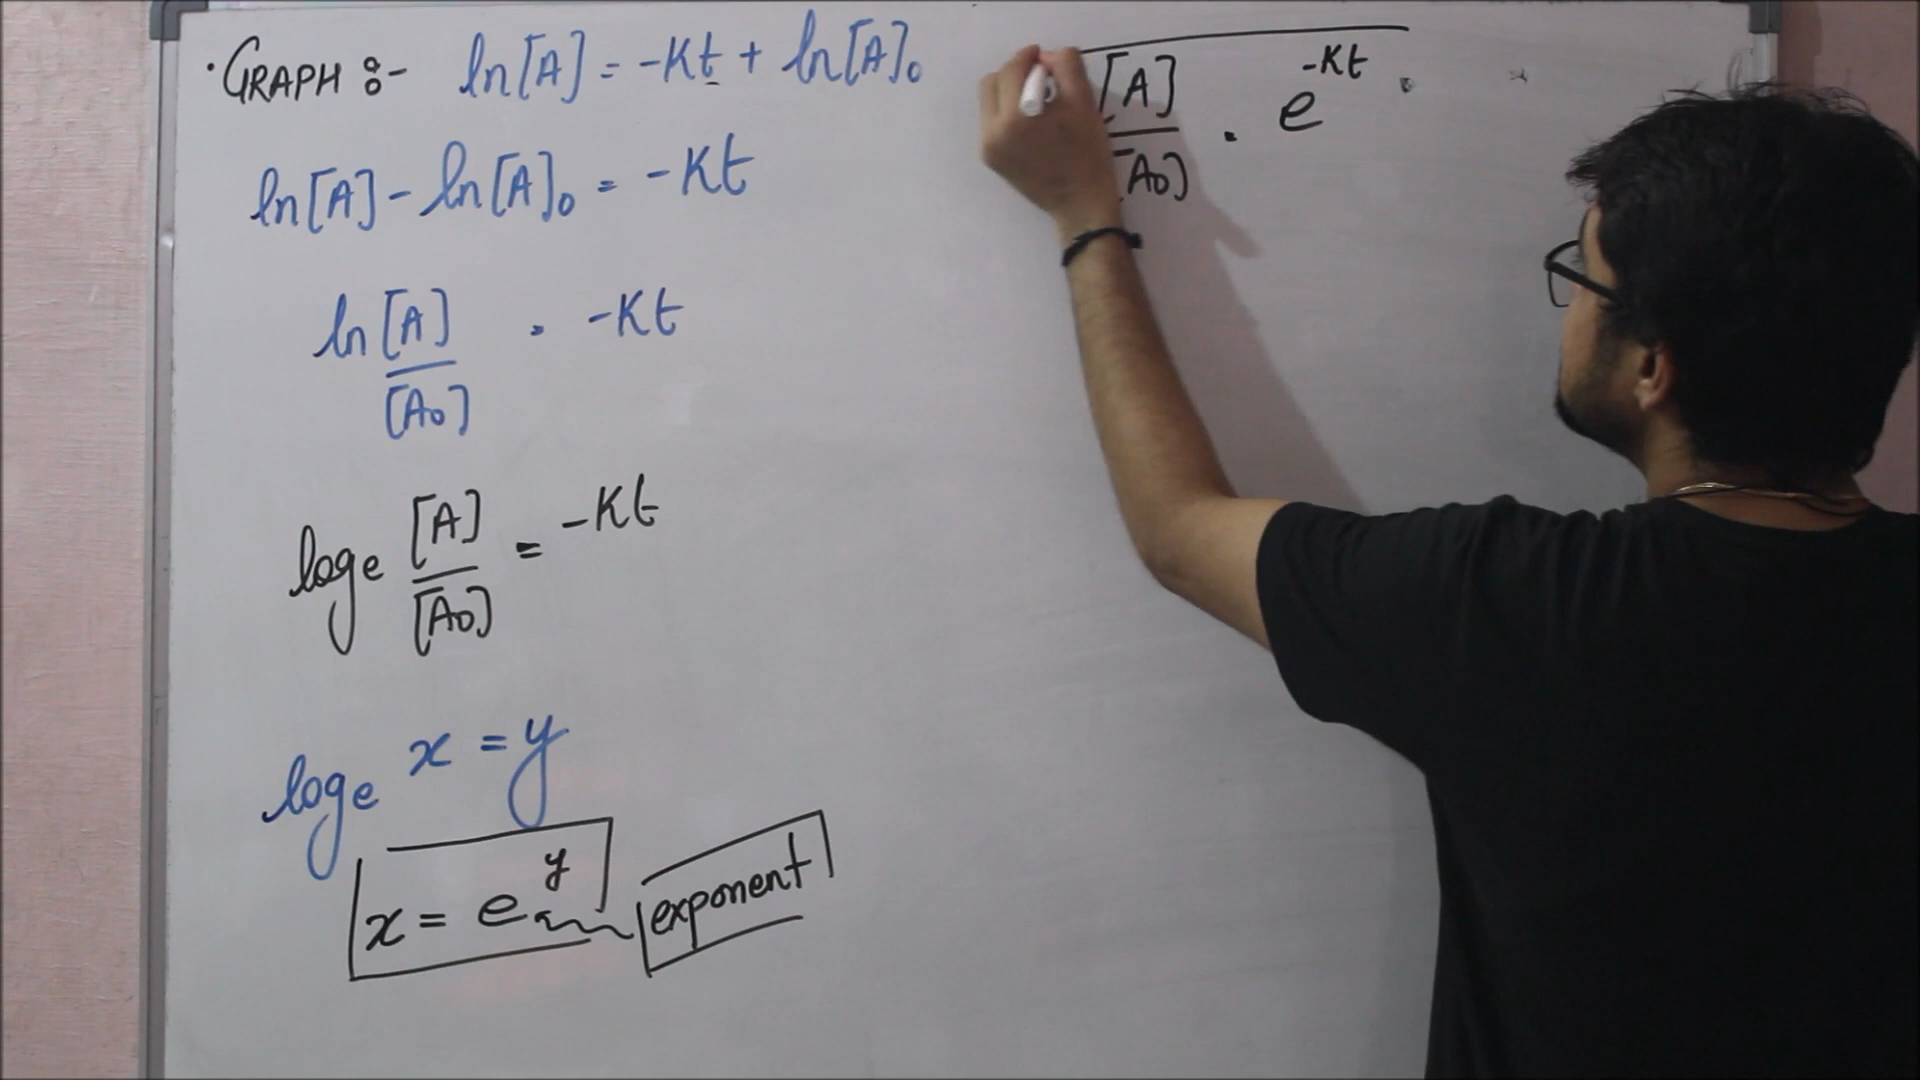 · GRAPH :- ln[A] = -Kt + ln[A]₀
ln[A] - ln[A]₀ = -Kt
ln [A]/[A₀] = -Kt
logₑ [A]/[A₀] = -Kt
logₑ x = y
x = e^y exponent
[A]/[A₀] = e^-Kt